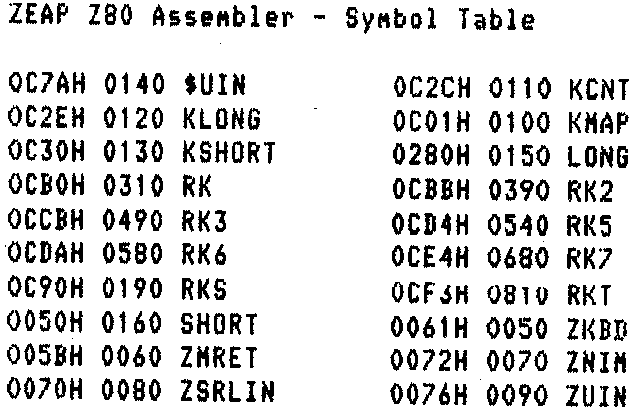 ZEAP Z80 Assembler - Symbol Table
0C7AH 0140 $UIN 0C2CH 0110 KCNT
0C2EH 0120 KLONG 0C01H 0100 KMAP
0C30H 0130 KSHORT 0280H 0150 LONG
0CB0H 0310 RK 0CBBH 0390 RK2
0CCBH 0490 RK3 0CD4H 0540 RK5
0CDAH 0580 RK6 0CE4H 0680 RK7
0C90H 0190 RKS 0CF3H 0810 RKT
0050H 0160 SHORT 0061H 0050 ZKBD
005BH 0060 ZMRET 0072H 0070 ZNIM
0070H 0080 ZSRLIN 0076H 0090 ZUIN